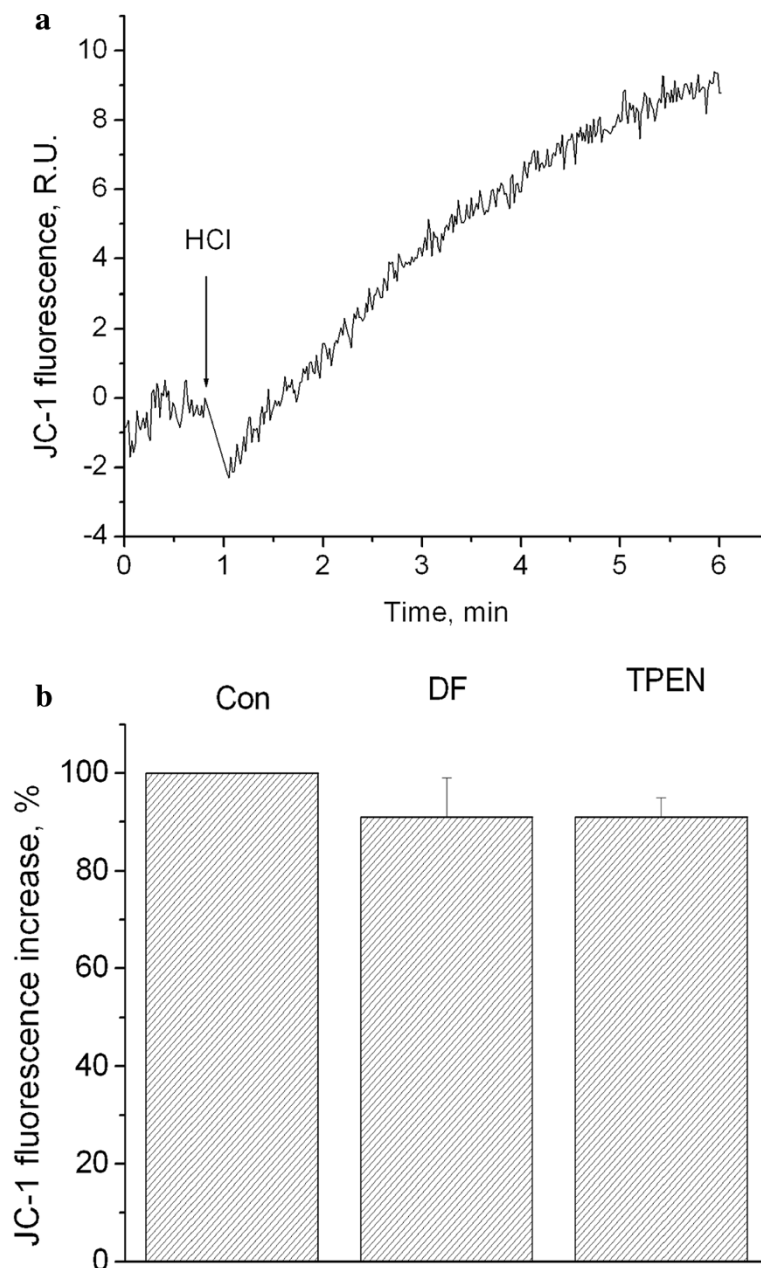 a
JC-1 fluorescence, R.U.
10
8
6
4
2
0
-2
-4
HCl
0 1 2 3 4 5 6
Time, min
b
Con DF TPEN
JC-1 fluorescence increase, %
100
80
60
40
20
0